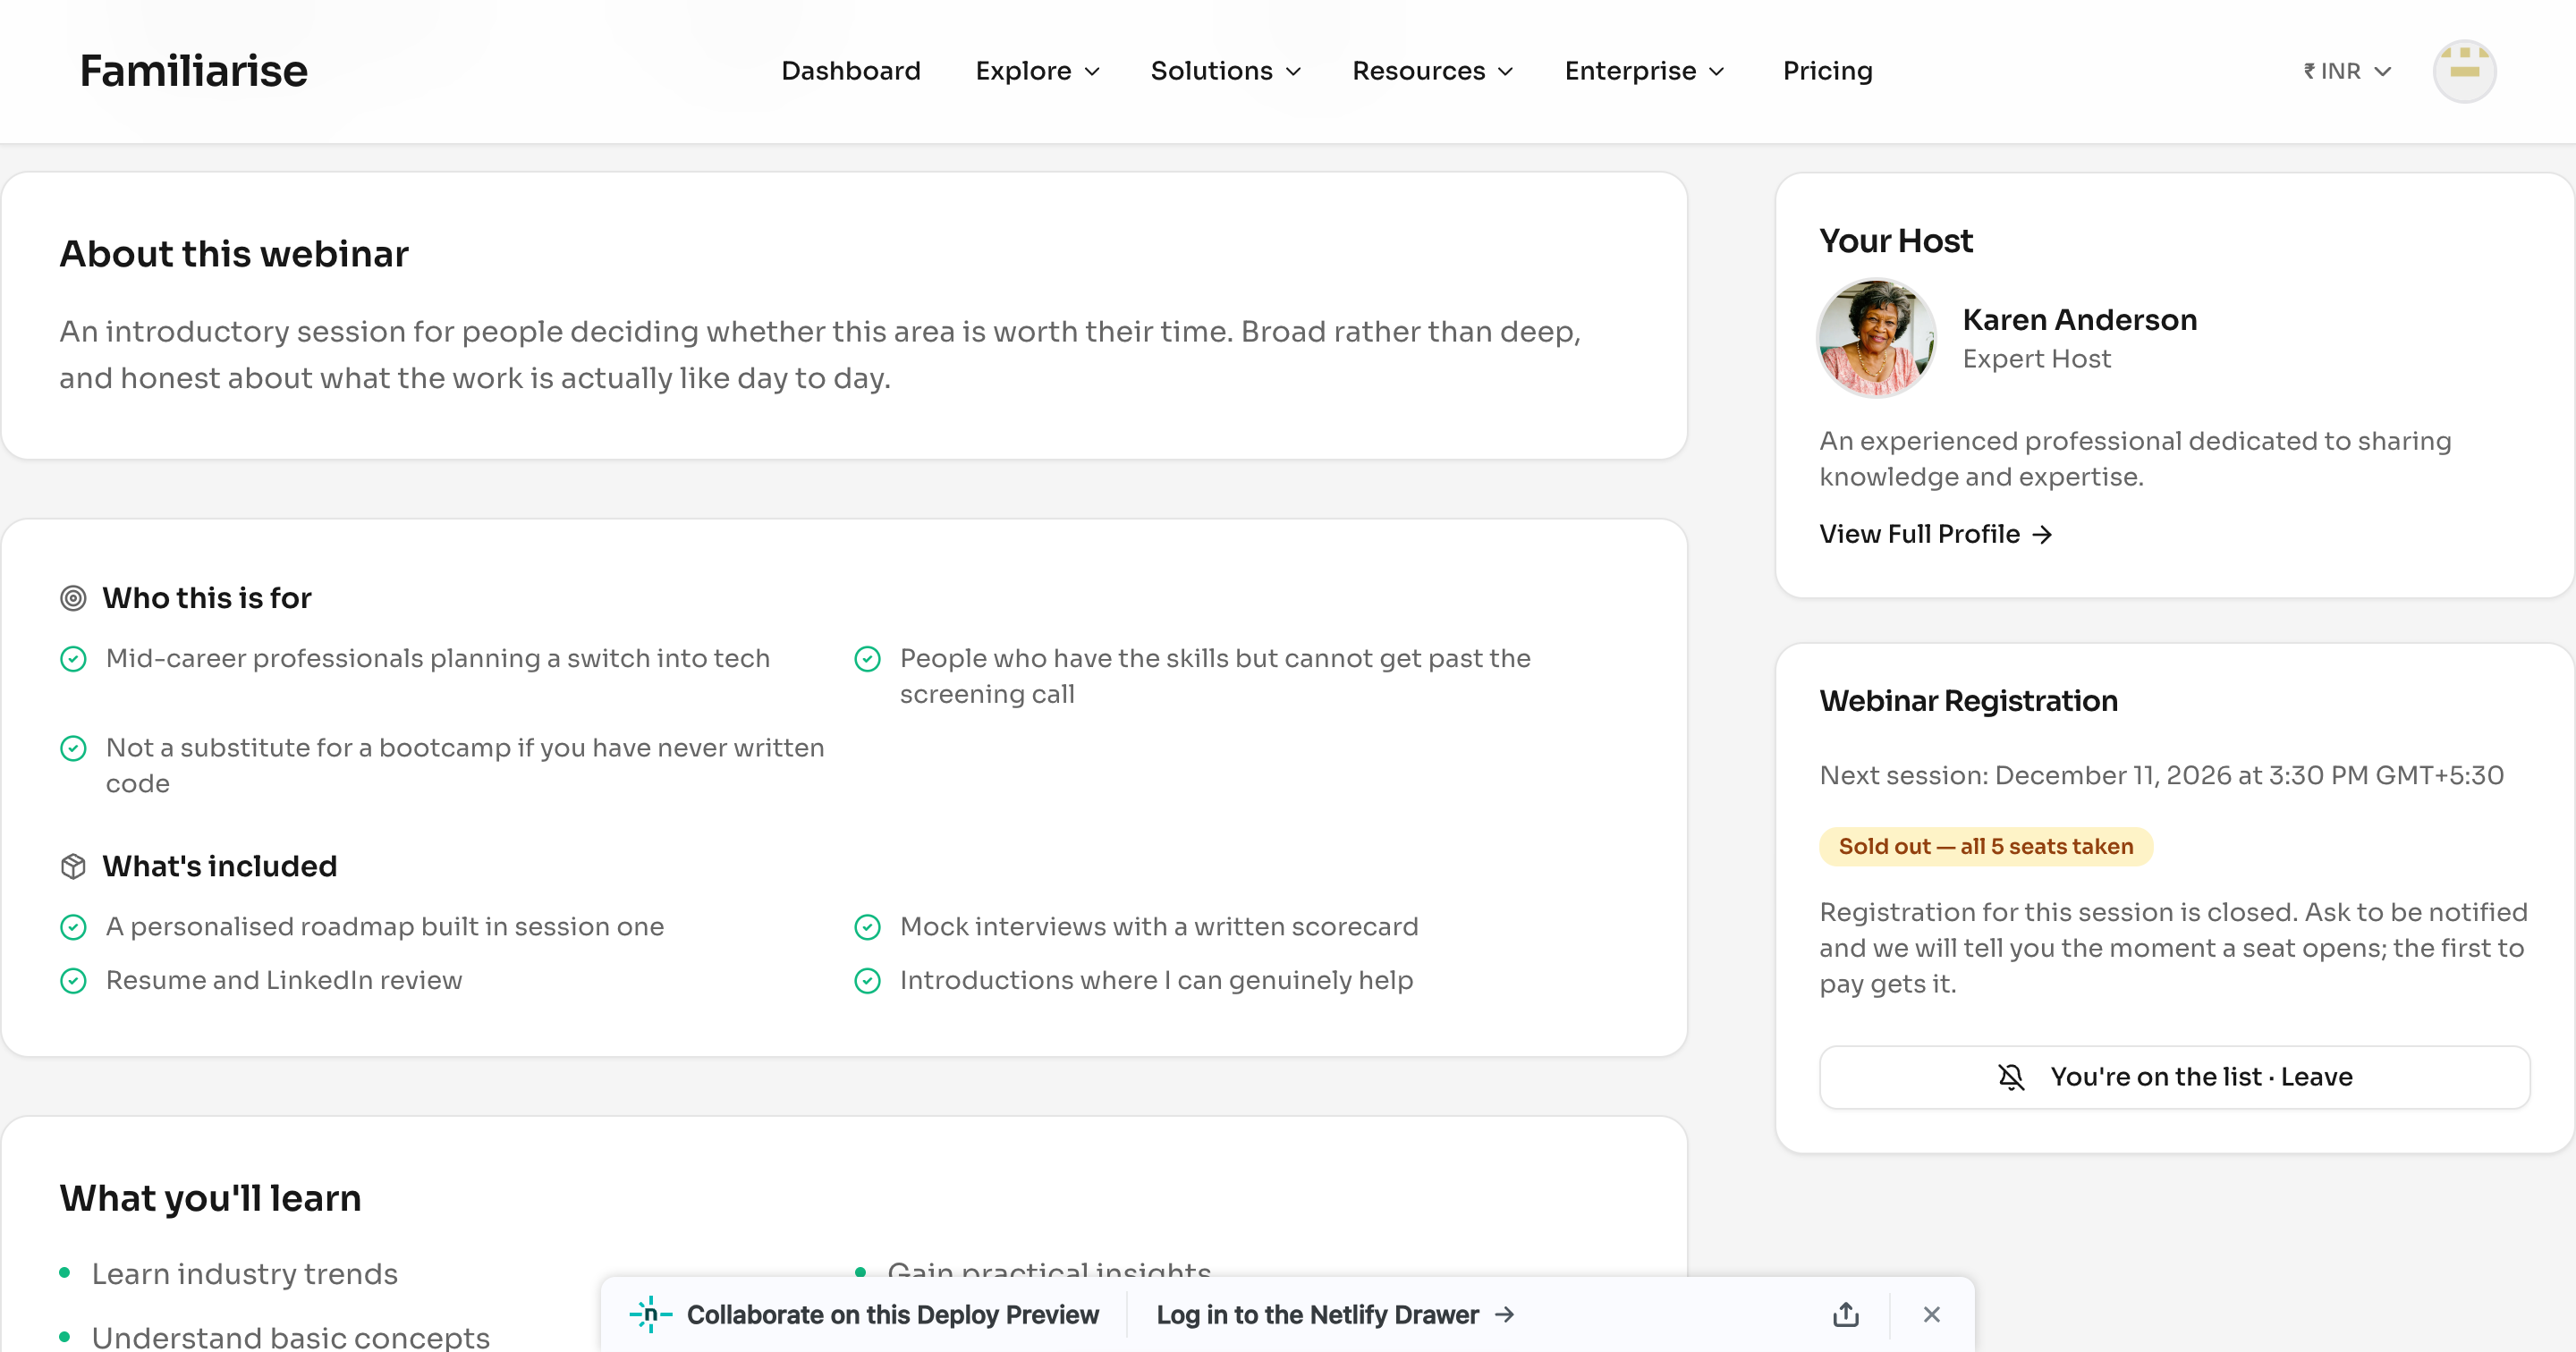 Familiarise
Dashboard
Explore
Solutions
Resources
Enterprise
Pricing
₹ INR
About this webinar
An introductory session for people deciding whether this area is worth their time. Broad rather than deep,
and honest about what the work is actually like day to day.
Who this is for
Mid-career professionals planning a switch into tech
People who have the skills but cannot get past the
screening call
Not a substitute for a bootcamp if you have never written
code
What's included
A personalised roadmap built in session one
Mock interviews with a written scorecard
Resume and LinkedIn review
Introductions where I can genuinely help
What you'll learn
Learn industry trends
Gain practical insights
Understand basic concepts
Your Host
Karen Anderson
Expert Host
An experienced professional dedicated to sharing
knowledge and expertise.
View Full Profile →
Webinar Registration
Next session: December 11, 2026 at 3:30 PM GMT+5:30
Sold out — all 5 seats taken
Registration for this session is closed. Ask to be notified
and we will tell you the moment a seat opens; the first to
pay gets it.
You're on the list · Leave
Collaborate on this Deploy Preview
Log in to the Netlify Drawer →